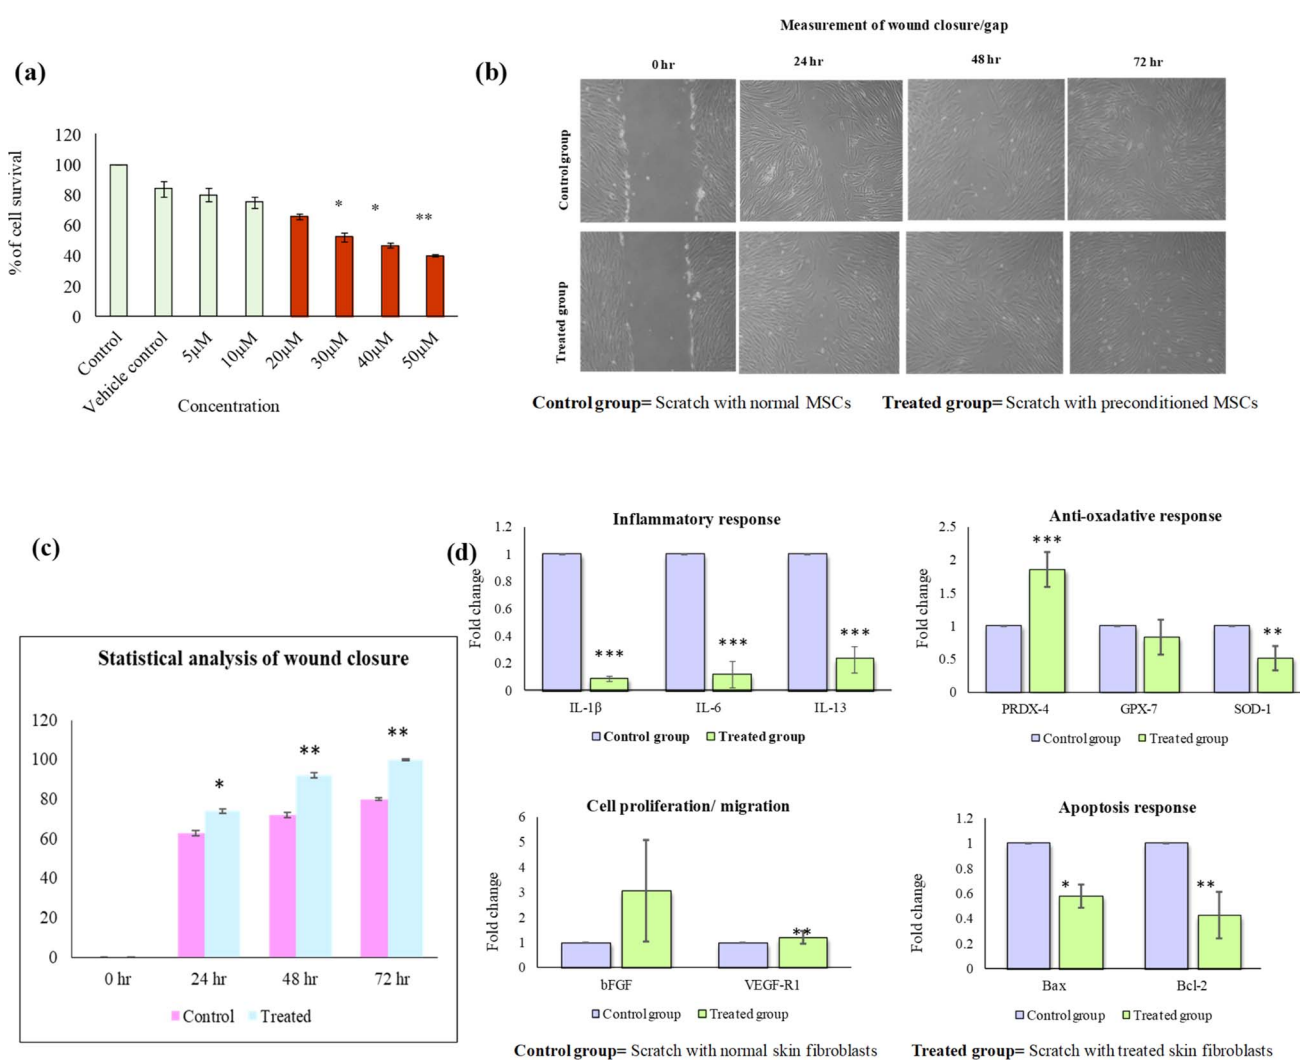 Measurement of wound closure/gap
(a)
(b)
0 hr
24 hr
48 hr
72 hr
Control group
Treated group
120
100
80
60
40
20
0
% of cell survival
*
*
**
Control
Vehicle control
5µM
10µM
20µM
30µM
40µM
50µM
Concentration
Control group= Scratch with normal MSCs
Treated group= Scratch with preconditioned MSCs
(c)
Statistical analysis of wound closure
120
100
80
60
40
20
0
*
**
**
0 hr
24 hr
48 hr
72 hr
Control
Treated
(d)
Inflammatory response
Fold change
1.2
1
0.8
0.6
0.4
0.2
0
***
***
***
IL-1β
IL-6
IL-13
Control group
Treated group
Anti-oxadative response
Fold change
2.5
2
1.5
1
0.5
0
***
**
PRDX-4
GPX-7
SOD-1
Control group
Treated group
Cell proliferation/ migration
Fold change
6
5
4
3
2
1
0
**
bFGF
VEGF-R1
Control group
Treated group
Apoptosis response
Fold change
1.2
1
0.8
0.6
0.4
0.2
0
*
**
Bax
Bcl-2
Control group
Treated group
Control group= Scratch with normal skin fibroblasts
Treated group= Scratch with treated skin fibroblasts